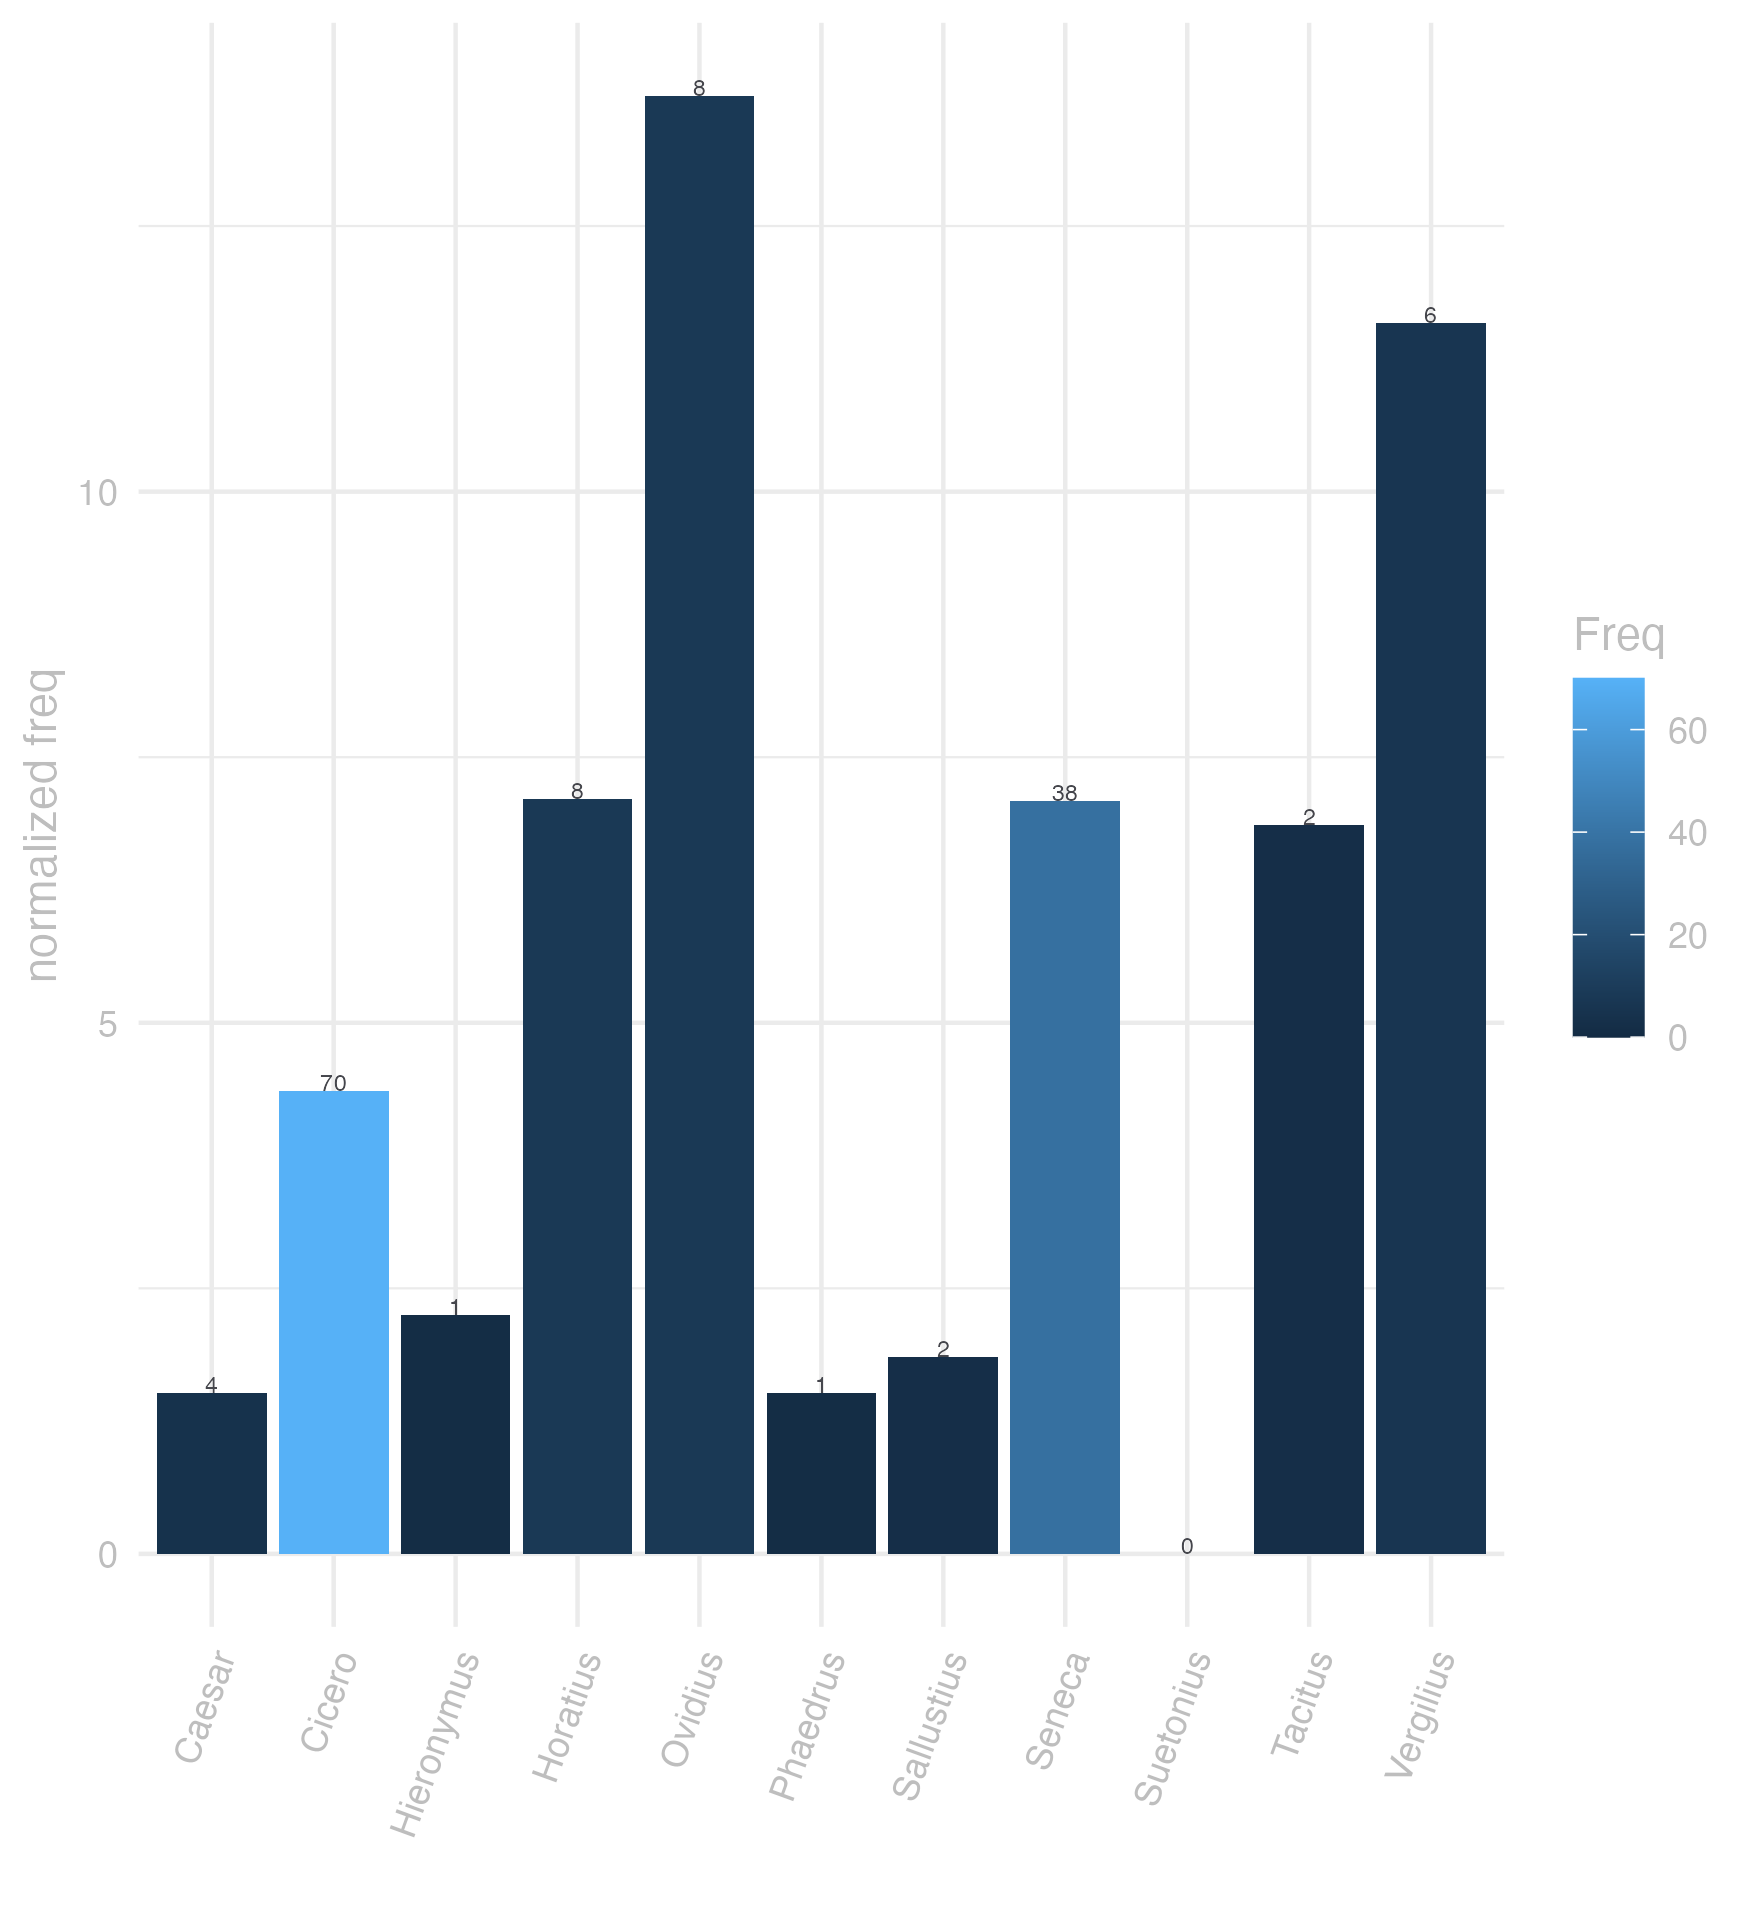 normalized freq
10
5
0
4
70
1
8
8
1
2
38
0
2
6
Caesar
Cicero
Hieronymus
Horatius
Ovidius
Phaedrus
Sallustius
Seneca
Suetonius
Tacitus
Vergilius
Freq
60
40
20
0